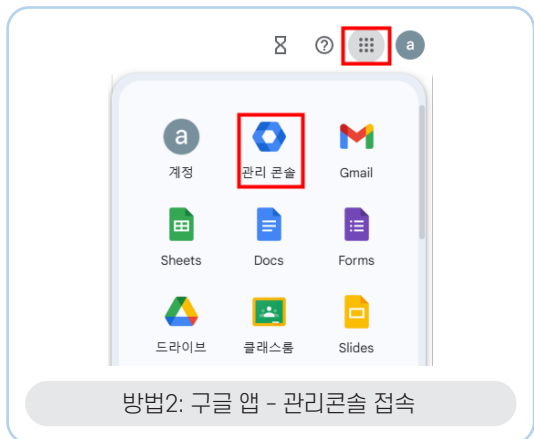 a
a
계정
관리 콘솔
Gmail
Sheets
Docs
Forms
드라이브
클래스룸
Slides
방법2: 구글 앱 - 관리콘솔 접속